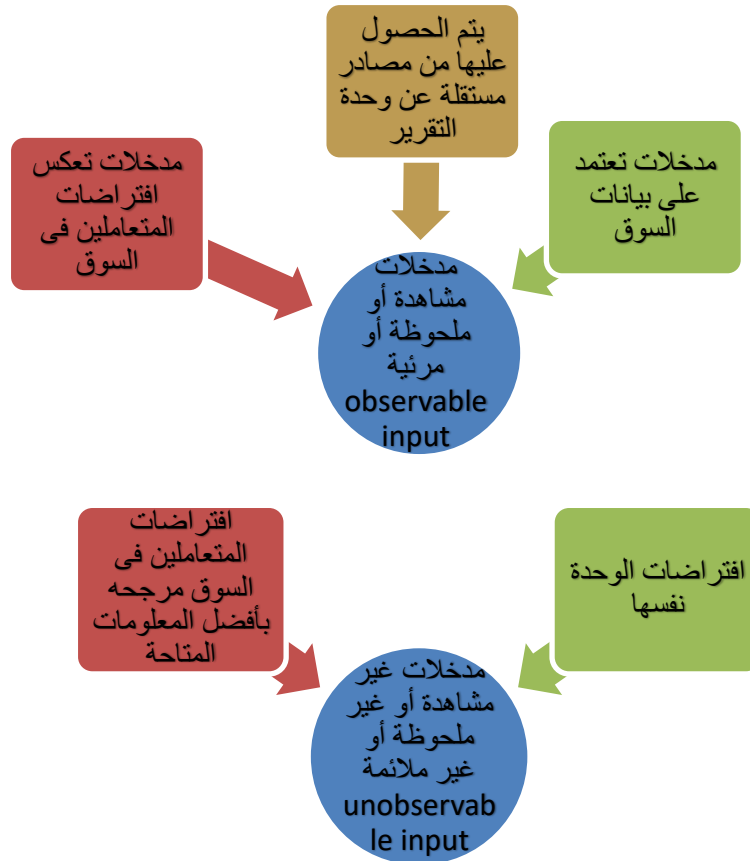 يتم الحصول
عليها من مصادر
مستقلة عن وحدة
التقرير
مدخلات تعتمد
على بيانات
السوق
مدخلات تعكس
افتراضات
المتعاملين فى
السوق
مدخلات
مشاهدة أو
ملحوظة أو
مرئية
observable
input
افتراضات الوحدة
نفسها
افتراضات
المتعاملين فى
السوق مرجحه
بأفضل المعلومات
المتاحة
مدخلات غير
مشاهدة أو غير
ملحوظة أو
غير ملائمة
unobservab
le input